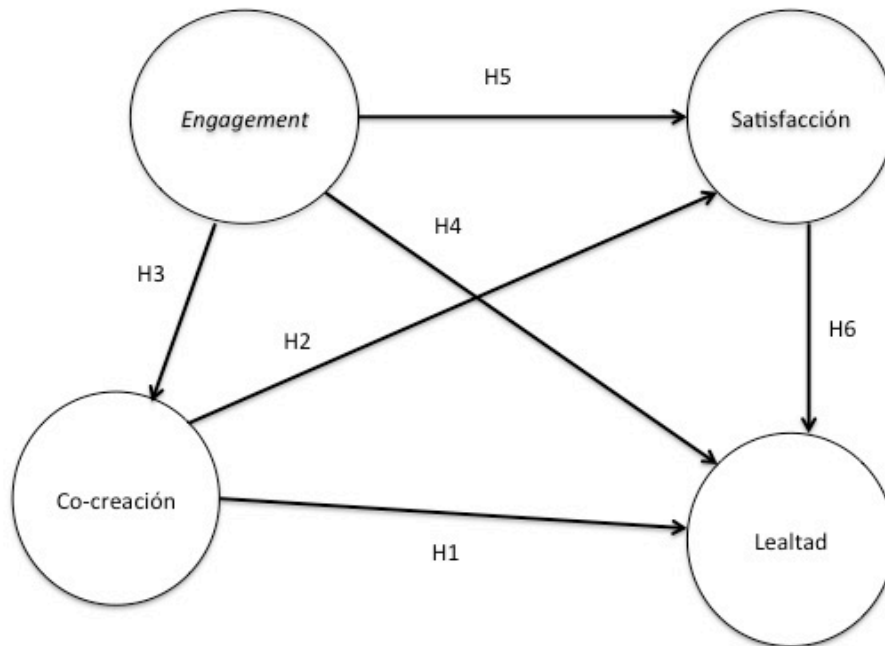 H5
Engagement
Satisfacción
H4
H3
H2
H6
Co-creación
Lealtad
H1